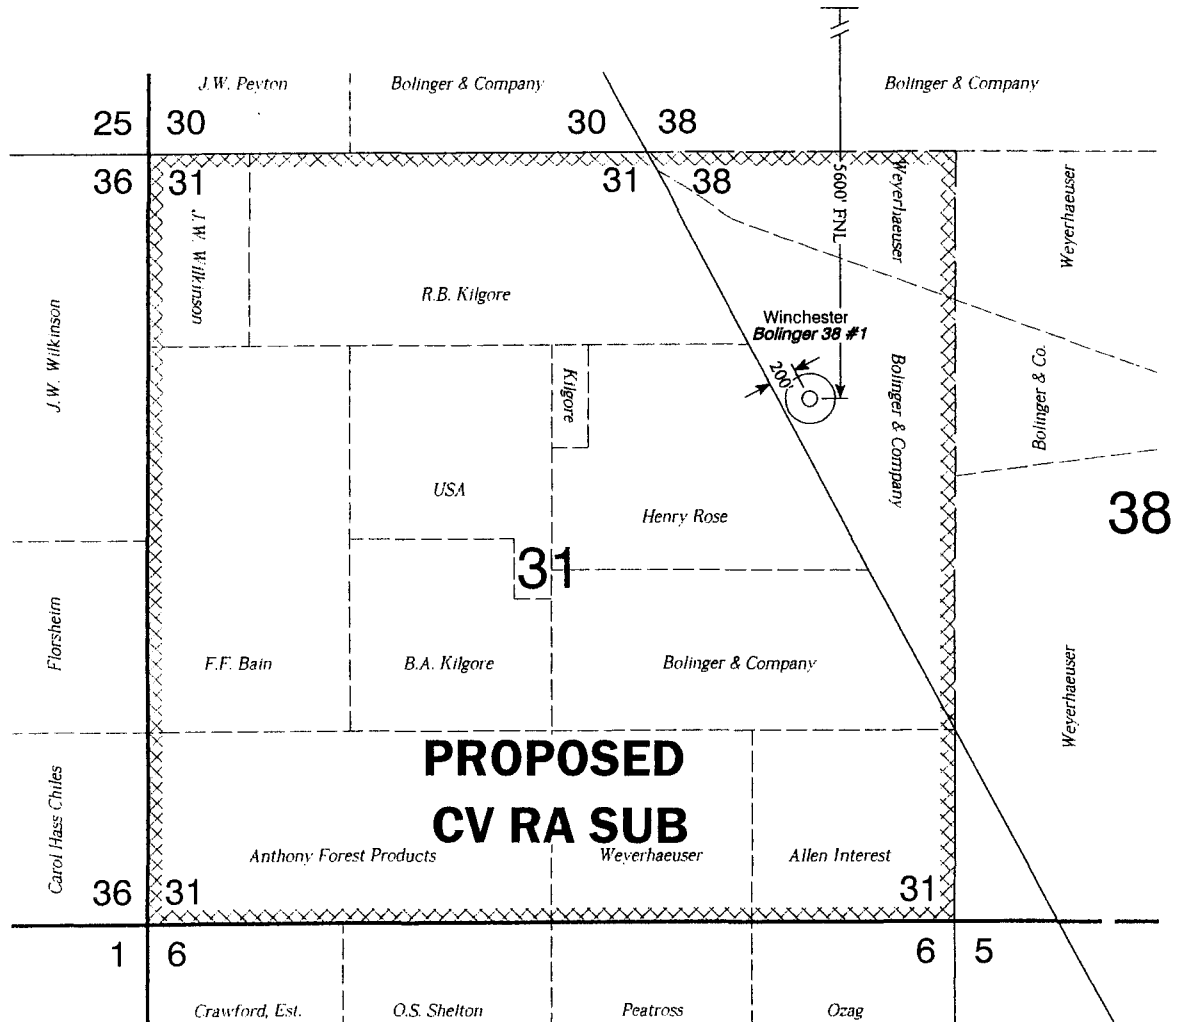 J.W. Peyton
Bolinger & Company
Bolinger & Company
25
30
30
38
36
31
31
38
J.W. Wilkinson
5600' FNL
Weyerhaeuser
Weyerhaeuser
R.B. Kilgore
J.W. Wilkinson
Winchester
Bolinger 38 #1
200'
Kilgore
Bolinger & Company
Bolinger & Co.
USA
Henry Rose
38
31
Florsheim
F.F. Bain
B.A. Kilgore
Bolinger & Company
Weyerhaeuser
PROPOSED
CV RA SUB
Carol Hass Chiles
Anthony Forest Products
Weyerhaeuser
Allen Interest
36
31
31
1
6
6
5
Crawford, Est.
O.S. Shelton
Peatross
Ozag